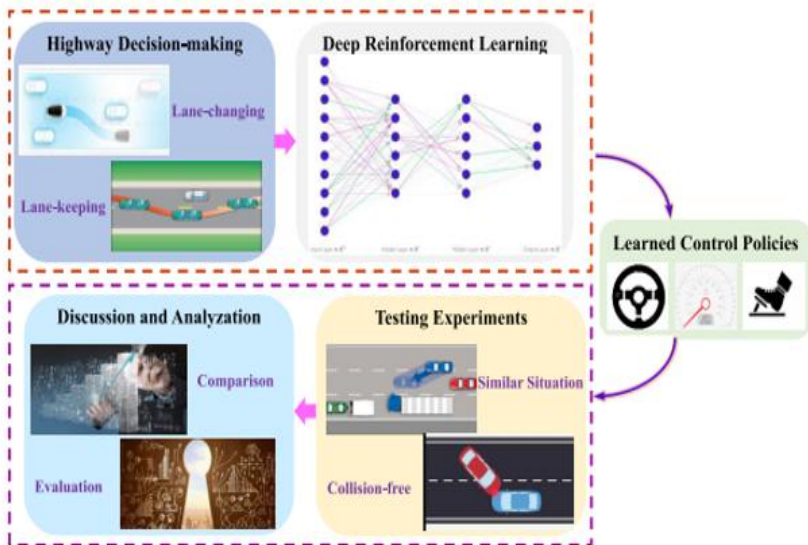 Highway Decision-making
Lane-changing
Lane-keeping
Deep Reinforcement Learning
Learned Control Policies
Discussion and Analyzation
Comparison
Evaluation
Testing Experiments
Similar Situation
Collision-free